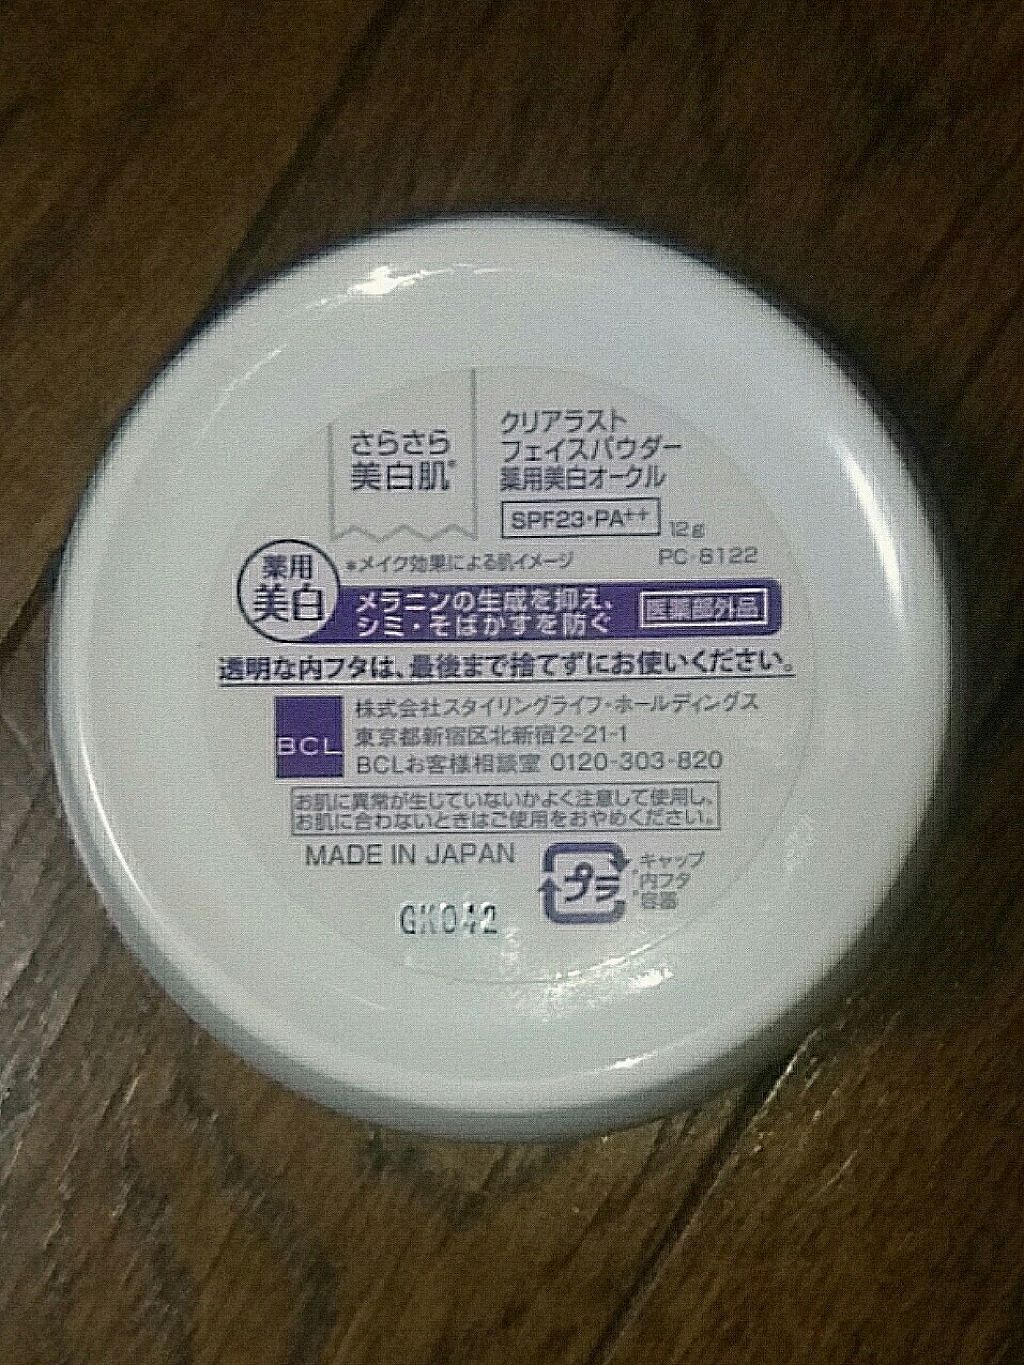 さらさら
美白肌*
クリアラスト
フェイスパウダー
薬用美白オークル
SPF23・PA++
12g
*メイク効果による肌イメージ
PC-8122
薬用
美白
メラニンの生成を抑え、
シミ・そばかすを防ぐ
医薬部外品
透明な内フタは、最後まで捨てずにお使いください。
BCL
株式会社スタイリングライフ・ホールディングス
東京都新宿区北新宿2-21-1
BCLお客様相談室 0120-303-820
お肌に異常が生じていないかよく注意して使用し、
お肌に合わないときはご使用をおやめください。
MADE IN JAPAN
プラ
キャップ
内フタ
容器
GK042